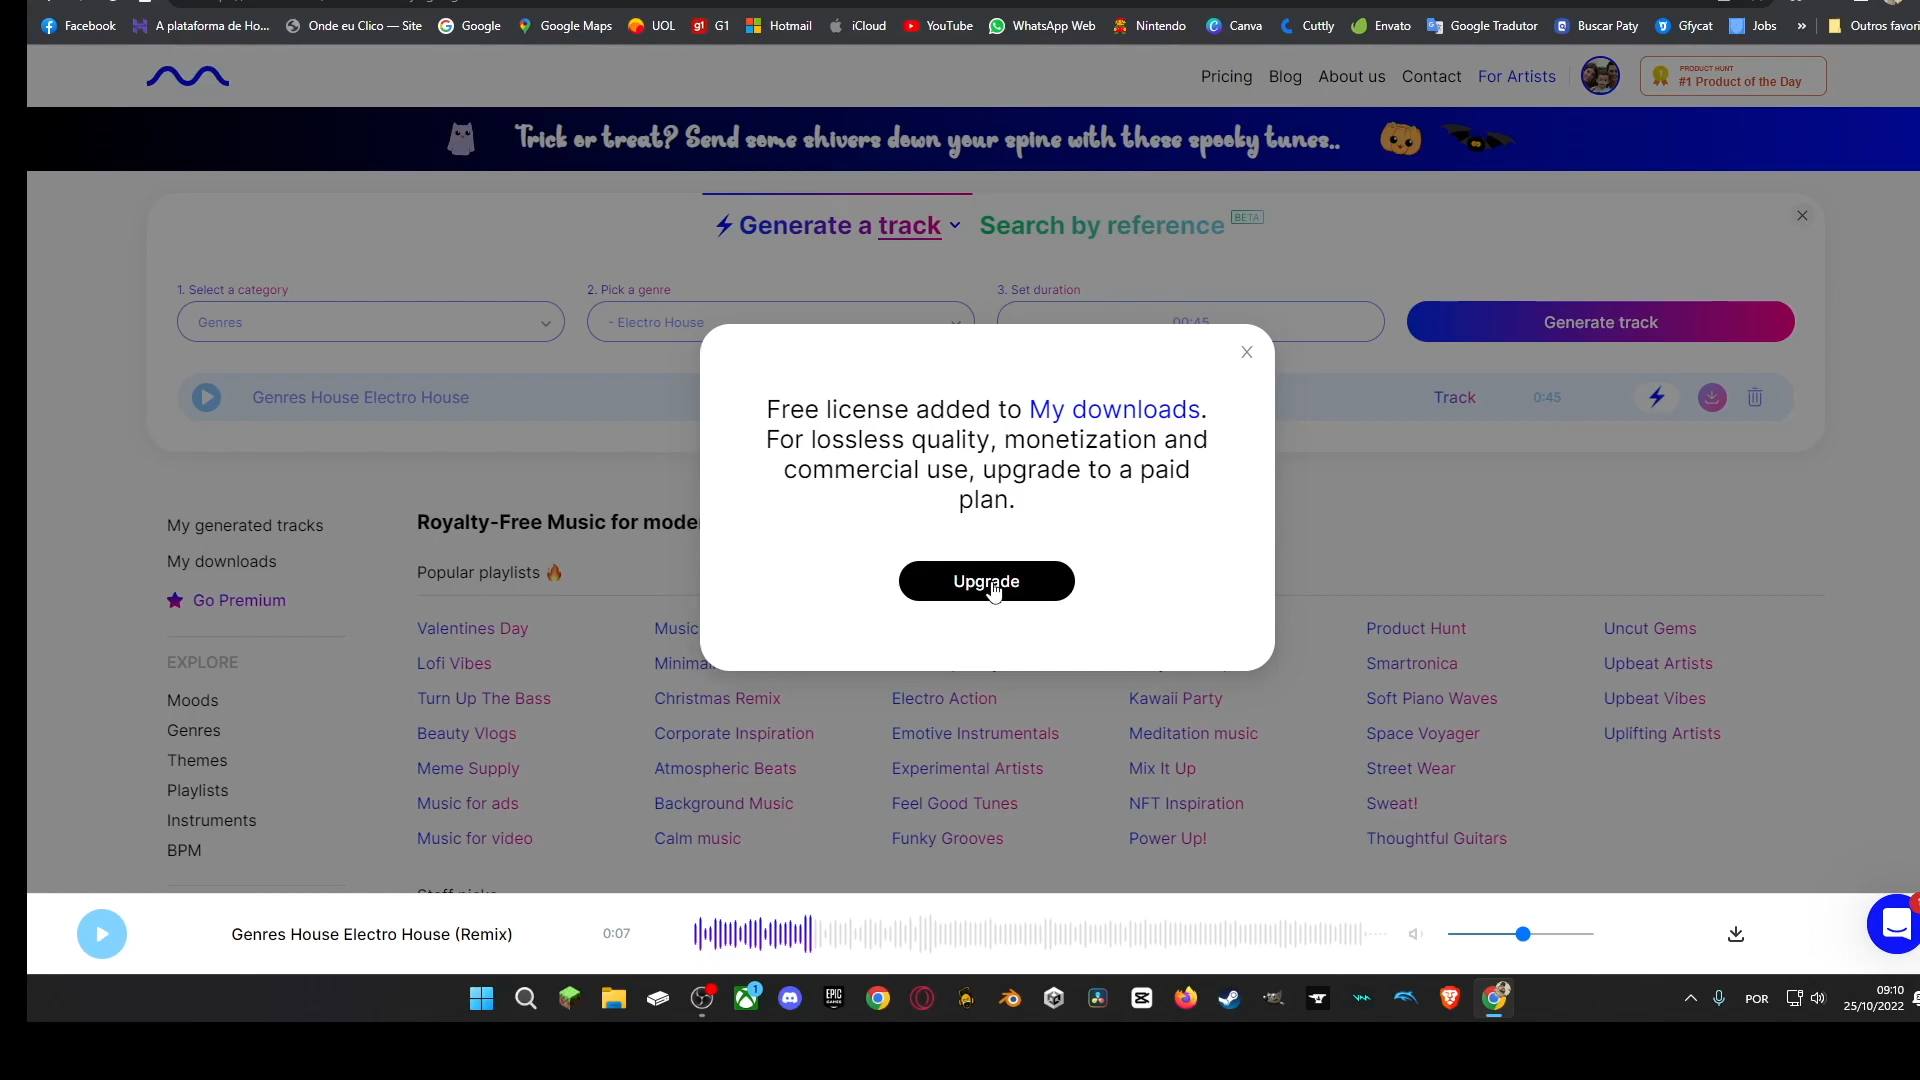 Facebook A plataforma de Ho... Onde eu Clico — Site Google Google Maps UOL G1 Hotmail iCloud YouTube WhatsApp Web Nintendo Canva Cuttly Envato Google Tradutor Buscar Paty Gfycat Jobs » Outros favori
Pricing Blog About us Contact For Artists
PRODUCT HUNT
#1 Product of the Day
Trick or treat? Send some shivers down your spine with these spooky tunes..
Generate a track Search by reference BETA
1. Select a category 2. Pick a genre 3. Set duration
Genres - Electro House 00:45 Generate track
Genres House Electro House Track 0:45
Free license added to My downloads.
For lossless quality, monetization and
commercial use, upgrade to a paid
plan.
Upgrade
My generated tracks
My downloads
Go Premium
EXPLORE
Moods
Genres
Themes
Playlists
Instruments
BPM
Royalty-Free Music for mode
Popular playlists
Valentines Day Music Product Hunt Uncut Gems
Lofi Vibes Minima Smartronica Upbeat Artists
Turn Up The Bass Christmas Remix Electro Action Kawaii Party Soft Piano Waves Upbeat Vibes
Beauty Vlogs Corporate Inspiration Emotive Instrumentals Meditation music Space Voyager Uplifting Artists
Meme Supply Atmospheric Beats Experimental Artists Mix It Up Street Wear
Music for ads Background Music Feel Good Tunes NFT Inspiration Sweat!
Music for video Calm music Funky Grooves Power Up! Thoughtful Guitars
Genres House Electro House (Remix) 0:07
1 EPIC GAMES POR 09:10
25/10/2022